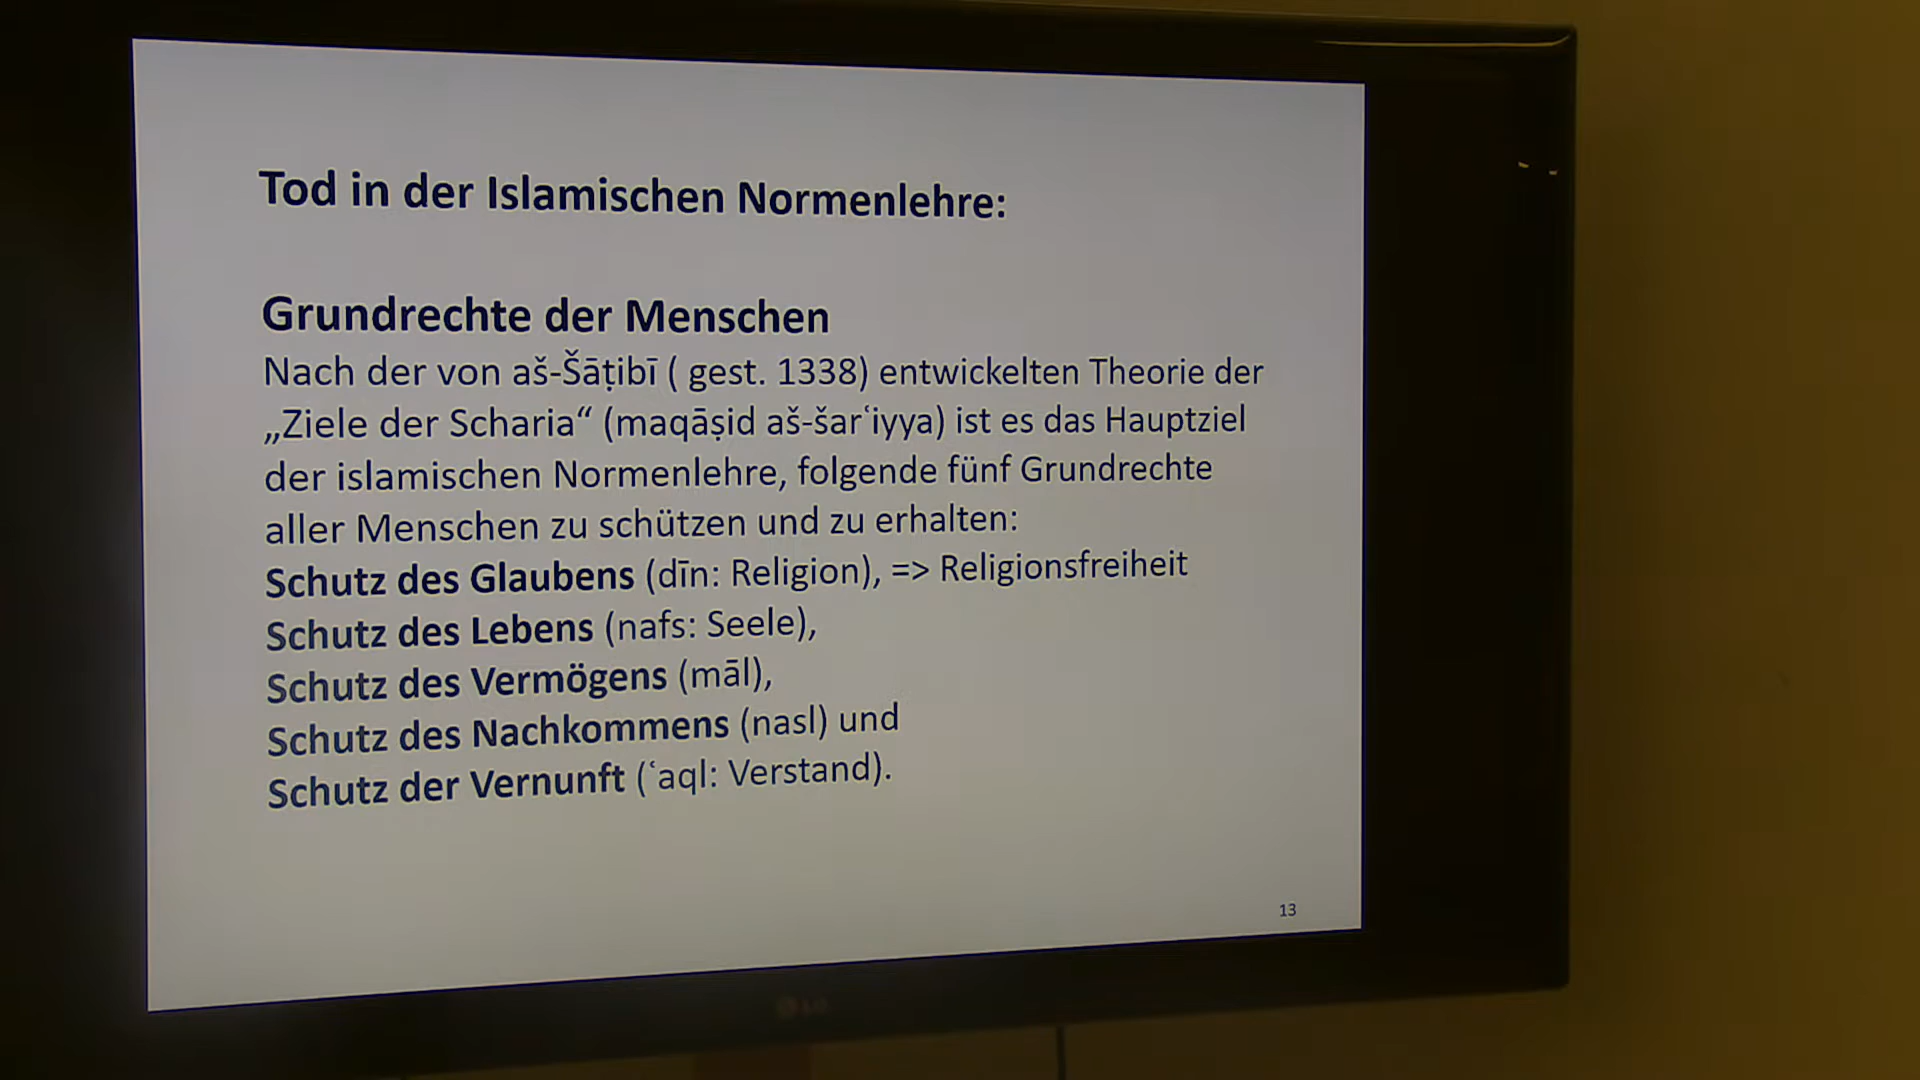 Tod in der Islamischen Normenlehre:
Grundrechte der Menschen
Nach der von aš-Šāṭibī ( gest. 1338) entwickelten Theorie der
„Ziele der Scharia“ (maqāṣid aš-šarʿiyya) ist es das Hauptziel
der islamischen Normenlehre, folgende fünf Grundrechte
aller Menschen zu schützen und zu erhalten:
Schutz des Glaubens (dīn: Religion), => Religionsfreiheit
Schutz des Lebens (nafs: Seele),
Schutz des Vermögens (māl),
Schutz des Nachkommens (nasl) und
Schutz der Vernunft (ʿaql: Verstand).
13
LG